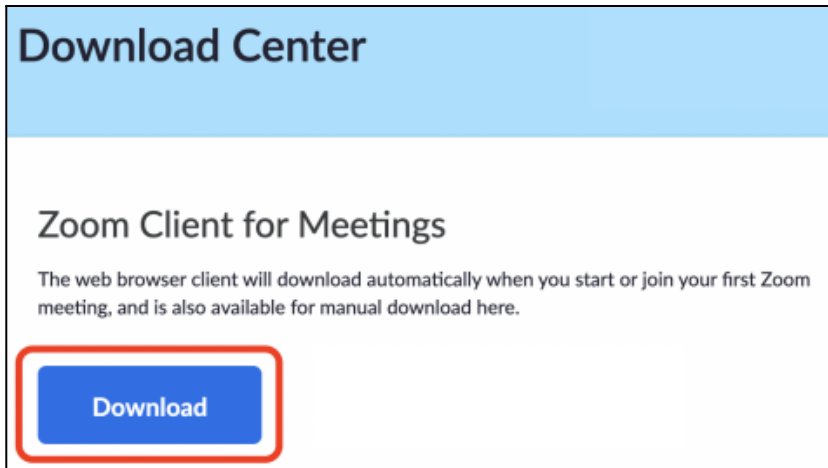 Download Center
Zoom Client for Meetings
The web browser client will download automatically when you start or join your first Zoom
meeting, and is also available for manual download here.
Download